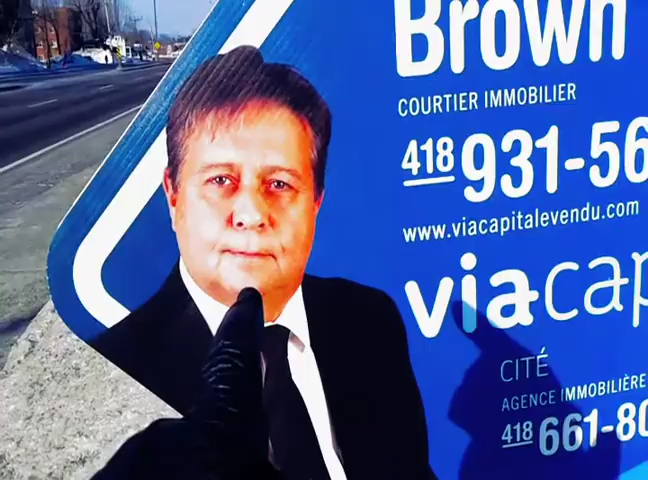 Brown
COURTIER IMMOBILIER
418 931-56
www.viacapitalevendu.com
viacap
CITÉ
AGENCE IMMOBILIÈRE
418 661-80